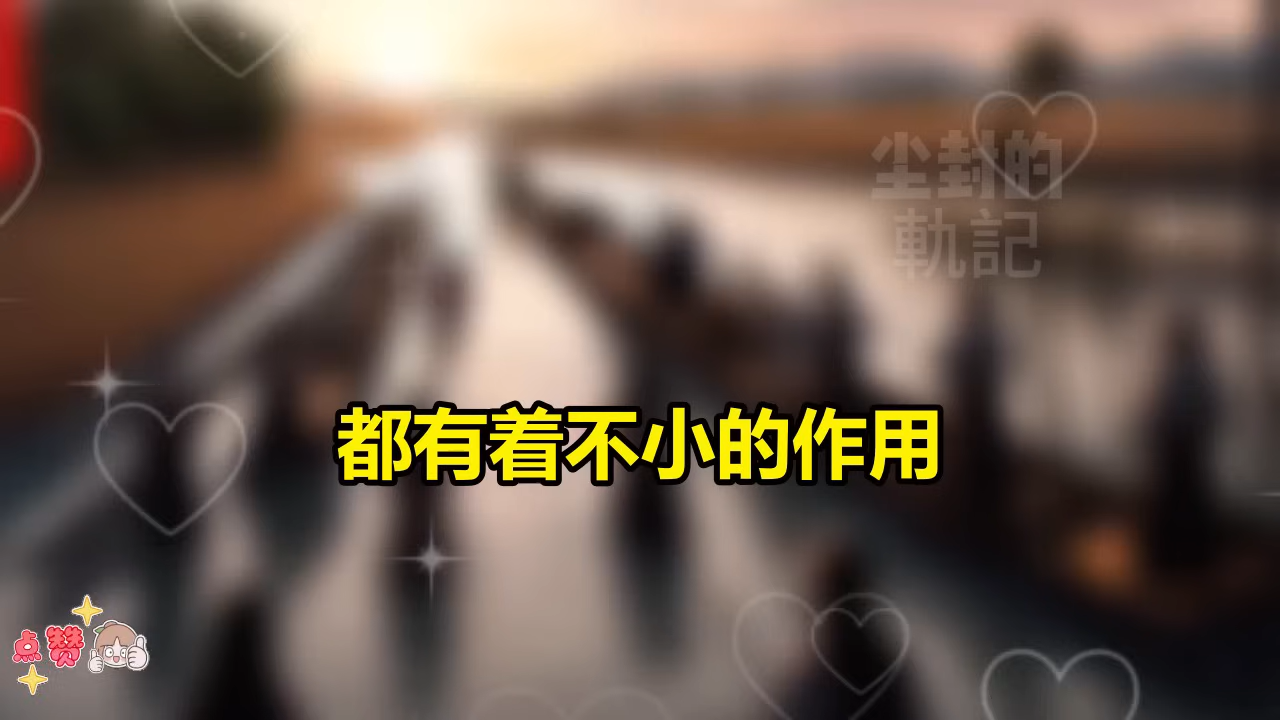 尘封的
軌記
都有着不小的作用
点赞